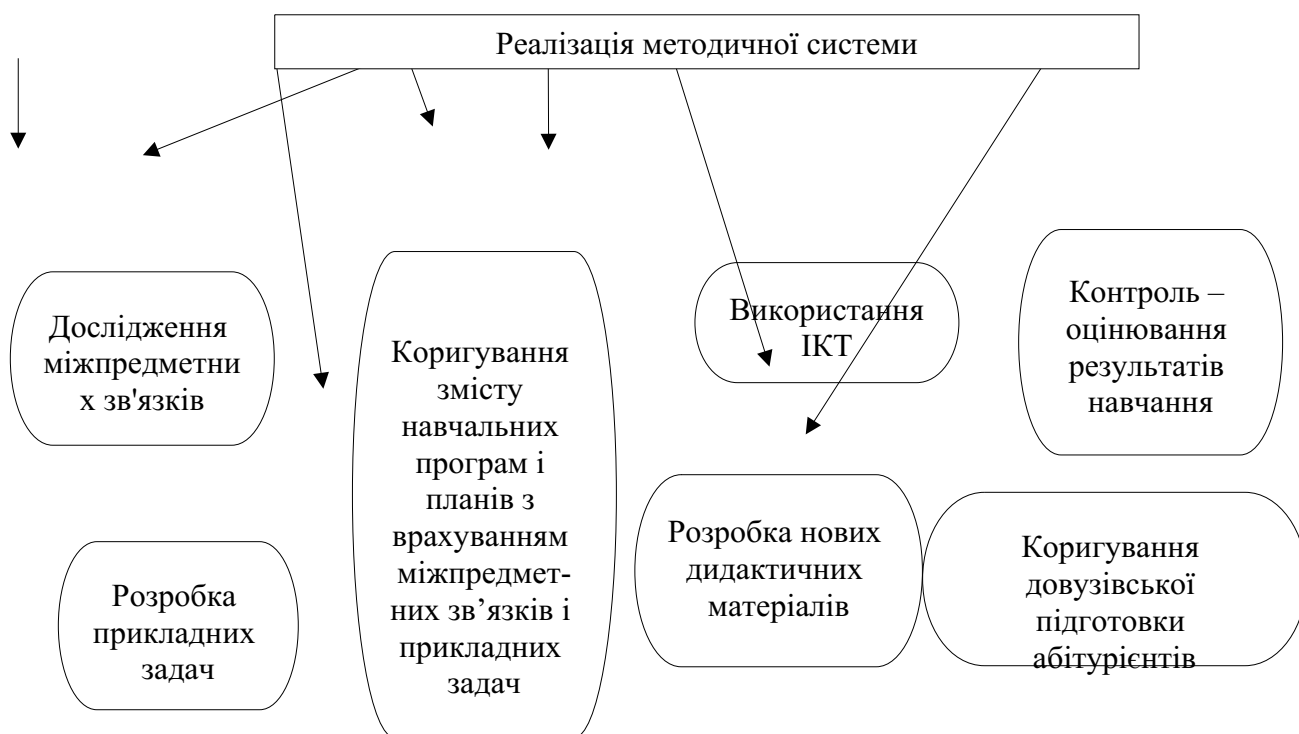 Реалізація методичної системи
Дослідження
міжпредметни
х зв'язків
Розробка
прикладних
задач
Коригування
змісту
навчальних
програм і
планів з
врахуванням
міжпредмет-
них зв’язків і
прикладних
задач
Використання
ІКТ
Розробка нових
дидактичних
матеріалів
Контроль –
оцінювання
результатів
навчання
Коригування
довузівської
підготовки
абітурієнтів